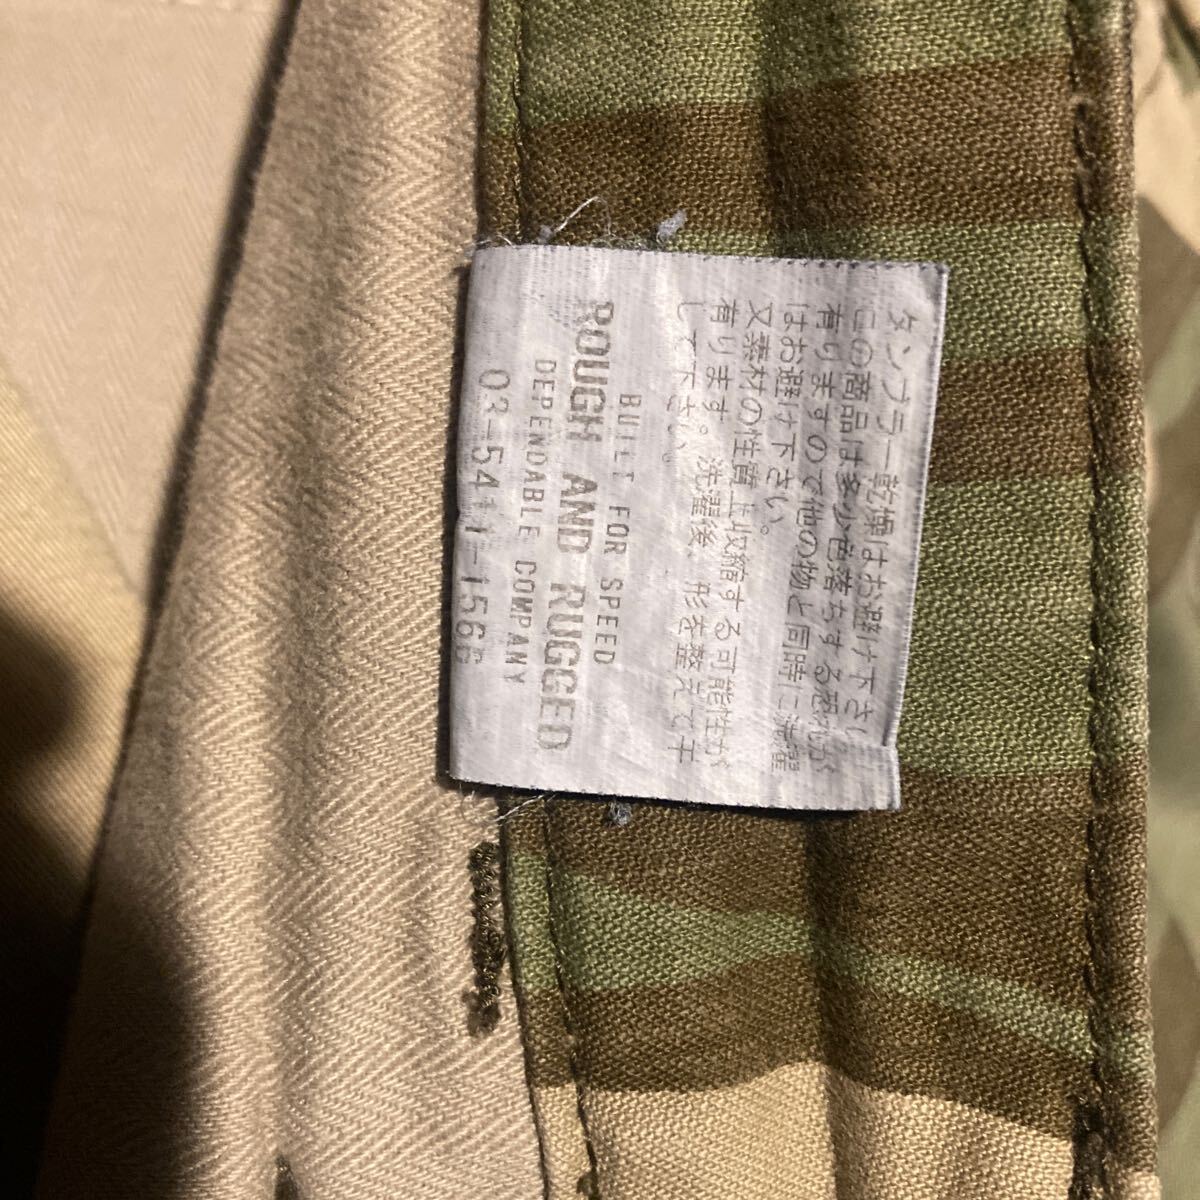 タンブラー乾燥はお避け下さい
この商品は多少色落ちする恐れが
有りますので他の物と同時に洗濯
はお避け下さい。
又素材の性質上収縮する可能性が
有ります。洗濯後、形を整えて干
して下さい。
BUILT FOR SPEED
ROUGH AND RUGGED
DEPENDABLE COMPANY
03-5411-1566